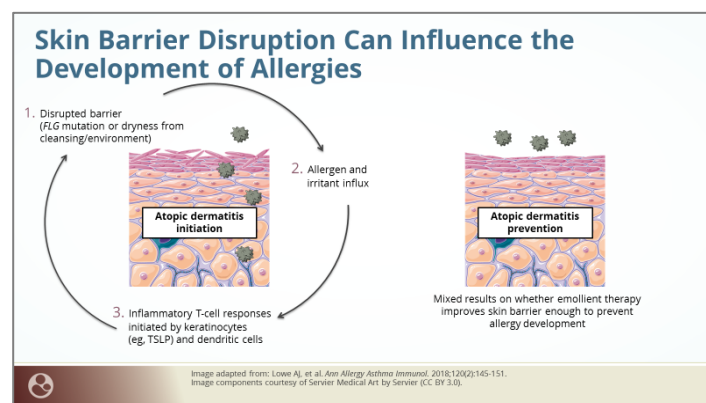 Skin Barrier Disruption Can Influence the
Development of Allergies
1. Disrupted barrier
(FLG mutation or dryness from
cleansing/environment)
2. Allergen and
irritant influx
Atopic dermatitis
initiation
3. Inflammatory T-cell responses
initiated by keratinocytes
(eg, TSLP) and dendritic cells
Atopic dermatitis
prevention
Mixed results on whether emollient therapy
improves skin barrier enough to prevent
allergy development
Image adapted from: Lowe AJ, et al. Ann Allergy Asthma Immunol. 2018;120(2):145-151.
Image components courtesy of Servier Medical Art by Servier (CC BY 3.0).